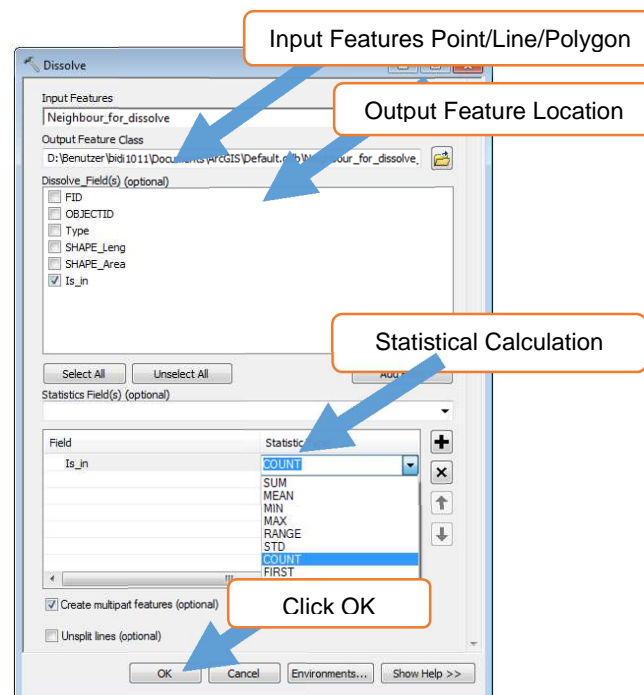 Input Features Point/Line/Polygon
Dissolve
Input Features
Neighbour_for_dissolve
Output Feature Location
Output Feature Class
D:\Benutzer\bidi1011\Documents\ArcGIS\Default.gdb\Neighbour_for_dissolve_
Dissolve_Field(s) (optional)
FID
OBJECTID
Type
SHAPE_Leng
SHAPE_Area
Is_in
Statistical Calculation
Select All Unselect All
Statistics Field(s) (optional)
Field Statistic
Is_in COUNT
SUM
MEAN
MIN
MAX
RANGE
STD
COUNT
FIRST
Create multipart features (optional)
Click OK
Unsplit lines (optional)
OK Cancel Environments... Show Help >>